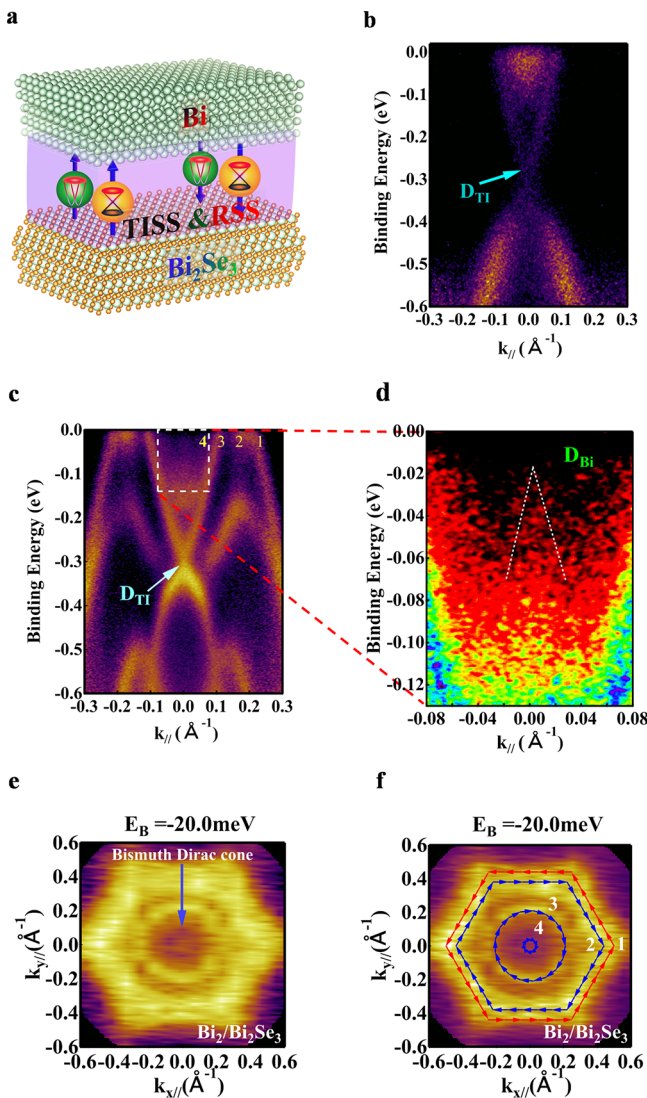 a
Bi
TISS &RSS
Bi2Se3
b
Binding Energy (eV)
0.0
-0.1
-0.2
-0.3
-0.4
-0.5
-0.6
DTI
-0.3 -0.2 -0.1 0.0 0.1 0.2 0.3
k// (Å-1)
c
Binding Energy (eV)
0.0
-0.1
-0.2
-0.3
-0.4
-0.5
-0.6
4 3 2 1
DTI
-0.3 -0.2 -0.1 0.0 0.1 0.2 0.3
k// (Å-1)
d
Binding Energy (eV)
0.00
-0.02
-0.04
-0.06
-0.08
-0.10
-0.12
DBi
-0.08 -0.04 0.00 0.04 0.08
k// (Å-1)
e
EB =-20.0meV
Bismuth Dirac cone
ky//(Å-1)
0.6
0.4
0.2
0.0
-0.2
-0.4
-0.6
Bi2/Bi2Se3
-0.6 -0.4 -0.2 0.0 0.2 0.4 0.6
kx//(Å-1)
f
EB =-20.0meV
ky//(Å-1)
0.6
0.4
0.2
0.0
-0.2
-0.4
-0.6
3
4
2 1
Bi2/Bi2Se3
-0.6 -0.4 -0.2 0.0 0.2 0.4 0.6
kx//(Å-1)